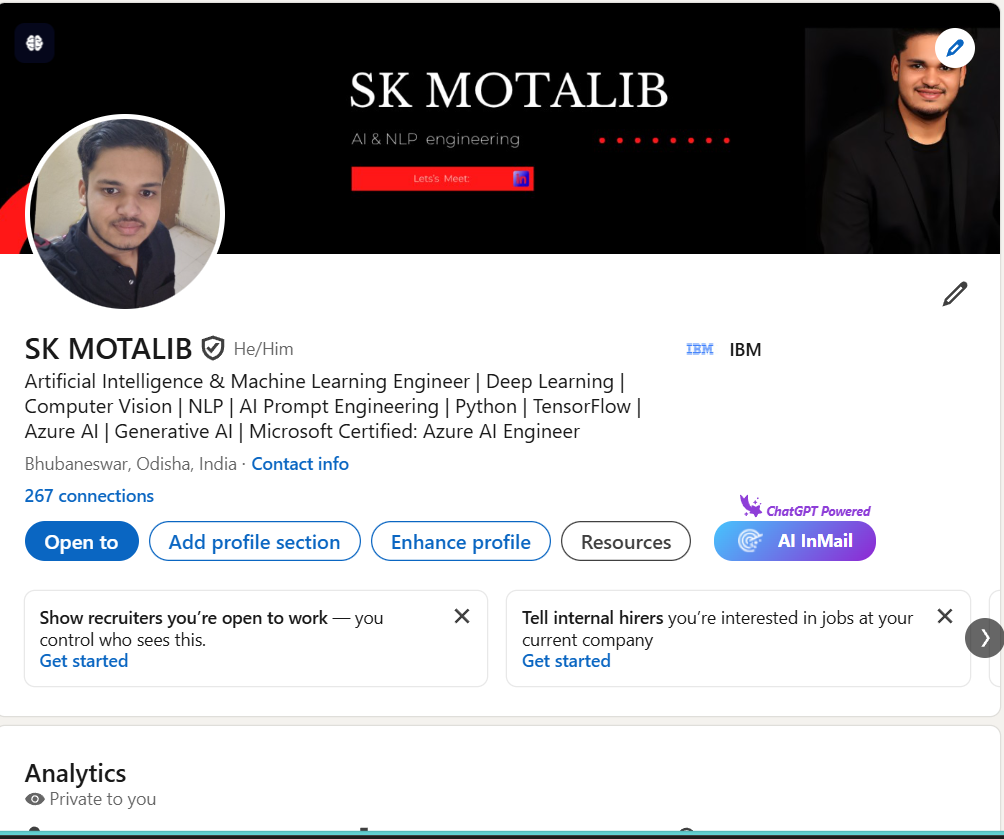 SK MOTALIB
AI & NLP engineering
Lets's Meet:
in
SK MOTALIB He/Him
IBM IBM
Artificial Intelligence & Machine Learning Engineer | Deep Learning |
Computer Vision | NLP | AI Prompt Engineering | Python | TensorFlow |
Azure AI | Generative AI | Microsoft Certified: Azure AI Engineer
Bhubaneswar, Odisha, India · Contact info
267 connections
ChatGPT Powered
Open to
Add profile section
Enhance profile
Resources
AI InMail
Show recruiters you’re open to work — you
control who sees this.
Get started
Tell internal hirers you’re interested in jobs at your
current company
Get started
Analytics
Private to you